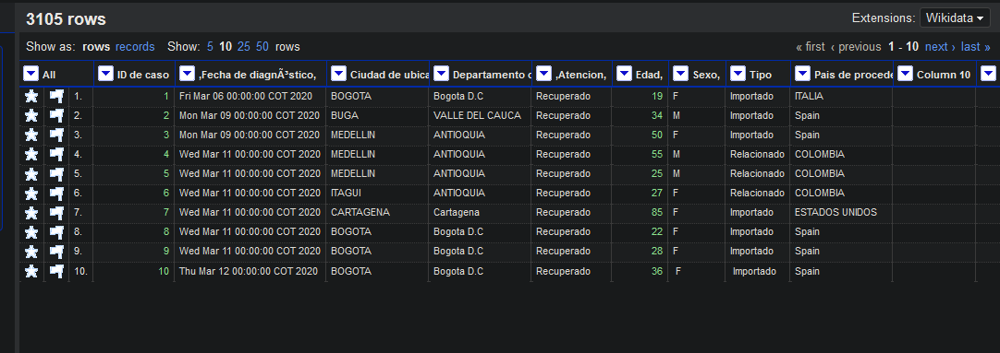 3105 rows Extensions: Wikidata
Show as: rows records Show: 5 10 25 50 rows « first ‹ previous 1 - 10 next › last »
All ID de caso ,Fecha de diagnÃ³stico, Ciudad de ubica Departamento o ,Atencion, Edad, Sexo, Tipo Pais de procede Column 10
1. 1 Fri Mar 06 00:00:00 COT 2020 BOGOTA Bogota D.C Recuperado 19 F Importado ITALIA
2. 2 Mon Mar 09 00:00:00 COT 2020 BUGA VALLE DEL CAUCA Recuperado 34 M Importado Spain
3. 3 Mon Mar 09 00:00:00 COT 2020 MEDELLIN ANTIOQUIA Recuperado 50 F Importado Spain
4. 4 Wed Mar 11 00:00:00 COT 2020 MEDELLIN ANTIOQUIA Recuperado 55 M Relacionado COLOMBIA
5. 5 Wed Mar 11 00:00:00 COT 2020 MEDELLIN ANTIOQUIA Recuperado 25 M Relacionado COLOMBIA
6. 6 Wed Mar 11 00:00:00 COT 2020 ITAGUI ANTIOQUIA Recuperado 27 F Relacionado COLOMBIA
7. 7 Wed Mar 11 00:00:00 COT 2020 CARTAGENA Cartagena Recuperado 85 F Importado ESTADOS UNIDOS
8. 8 Wed Mar 11 00:00:00 COT 2020 BOGOTA Bogota D.C Recuperado 22 F Importado Spain
9. 9 Wed Mar 11 00:00:00 COT 2020 BOGOTA Bogota D.C Recuperado 28 F Importado Spain
10. 10 Thu Mar 12 00:00:00 COT 2020 BOGOTA Bogota D.C Recuperado 36 F Importado Spain